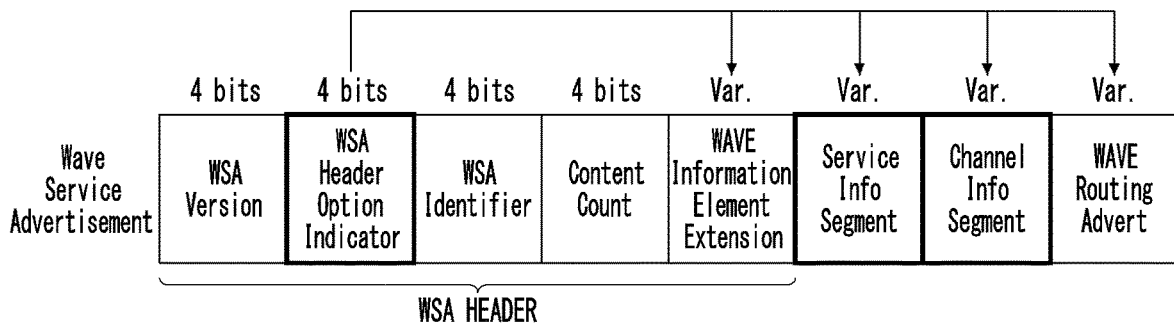 4 bits 4 bits 4 bits 4 bits Var. Var. Var. Var.
Wave
Service
Advertisement
WSA
Version
WSA
Header
Option
Indicator
WSA
Identifier
Content
Count
WAVE
Information
Element
Extension
Service
Info
Segment
Channel
Info
Segment
WAVE
Routing
Advert
WSA HEADER